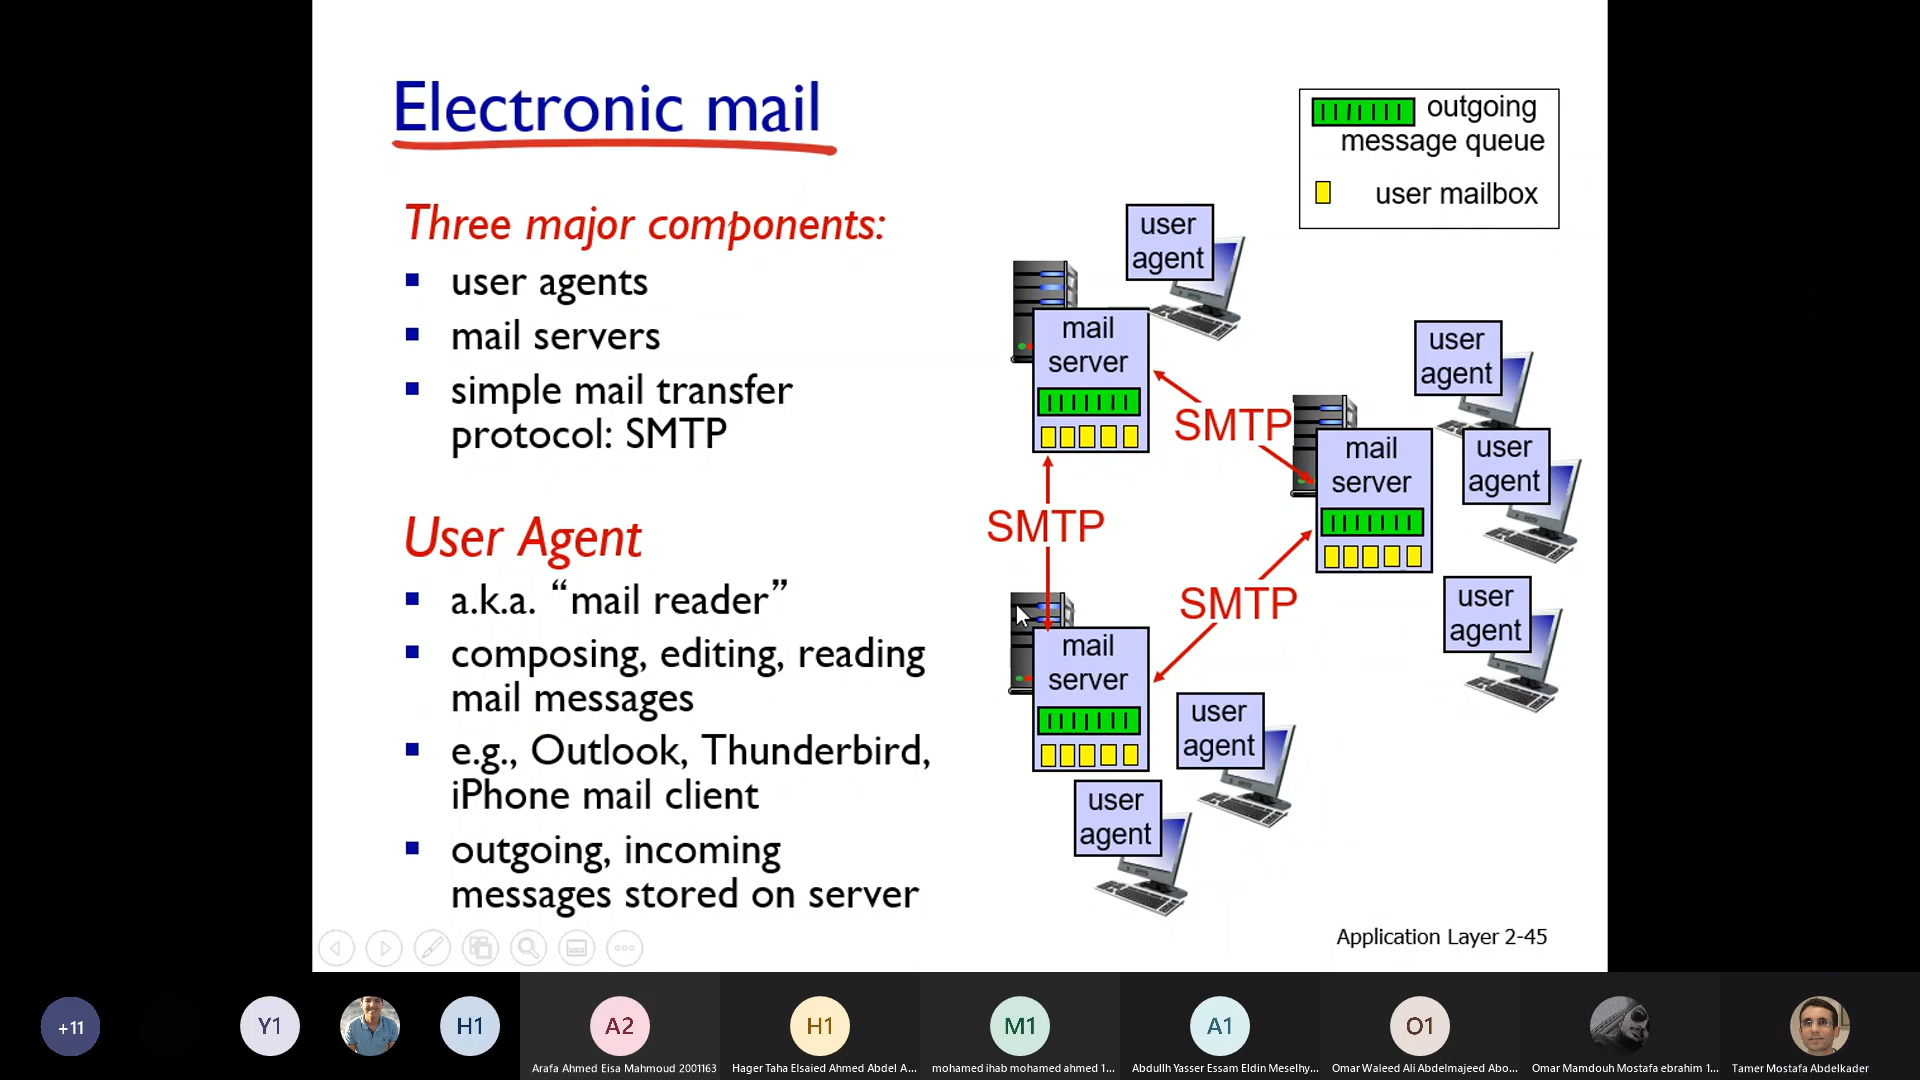 Electronic mail
Three major components:
user agents
mail servers
simple mail transfer
protocol: SMTP
User Agent
a.k.a. “mail reader”
composing, editing, reading
mail messages
e.g., Outlook, Thunderbird,
iPhone mail client
outgoing, incoming
messages stored on server
outgoing
message queue
user mailbox
user
agent
mail
server
user
agent
SMTP
mail
server
user
agent
SMTP
SMTP
user
agent
mail
server
user
agent
user
agent
Application Layer 2-45
+11
Y1
H1
A2
H1
M1
A1
O1
Arafa Ahmed Eisa Mahmoud 2001163
Hager Taha Elsaied Ahmed Abdel A...
mohamed ihab mohamed ahmed 1...
Abdullh Yasser Essam Eldin Meselhy...
Omar Waleed Ali Abdelmajeed Abo...
Omar Mamdouh Mostafa ebrahim 1...
Tamer Mostafa Abdelkader